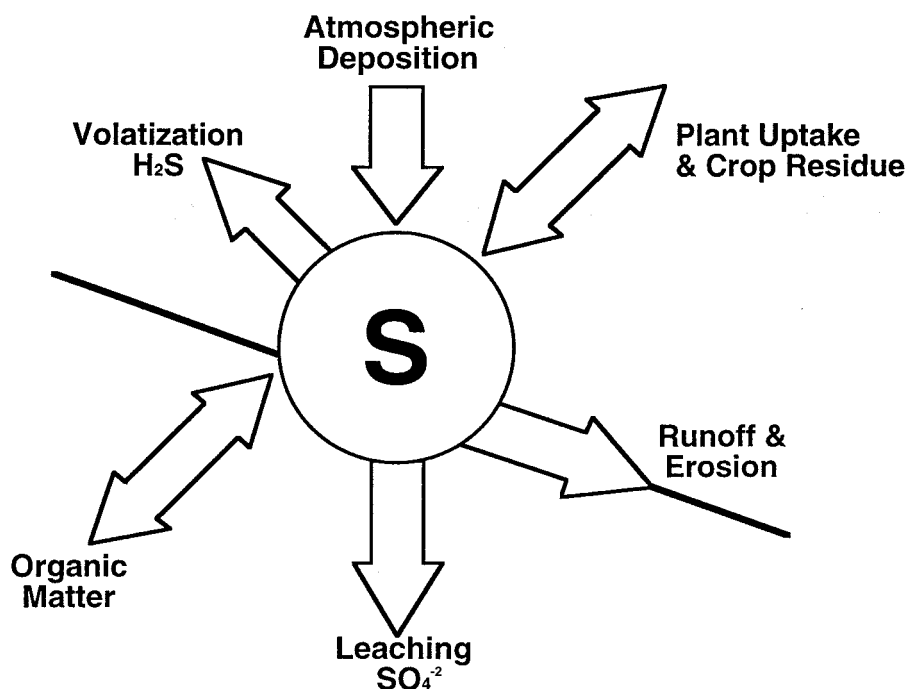 Atmospheric
Deposition
Volatization
H₂S
Plant Uptake
& Crop Residue
S
Runoff &
Erosion
Organic
Matter
Leaching
SO₄⁻²